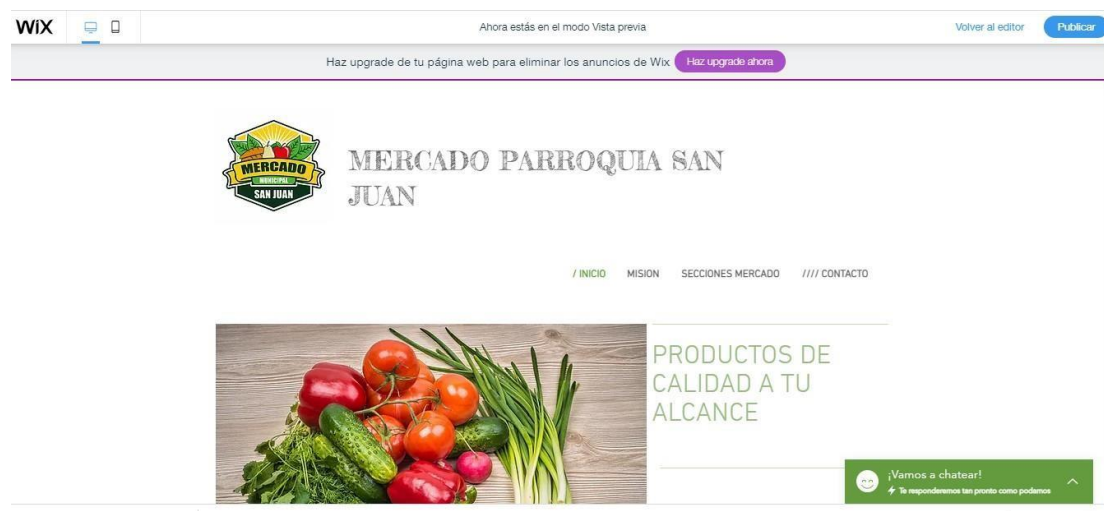 WiX
Ahora estás en el modo Vista previa
Volver al editor
Publicar
Haz upgrade de tu página web para eliminar los anuncios de Wix
Haz upgrade ahora
MERCADO
MUNICIPAL
SAN JUAN
MERCADO PARROQUIA SAN
JUAN
/ INICIO
MISION
SECCIONES MERCADO
//// CONTACTO
PRODUCTOS DE
CALIDAD A TU
ALCANCE
¡Vamos a chatear!
Te responderemos tan pronto como podamos